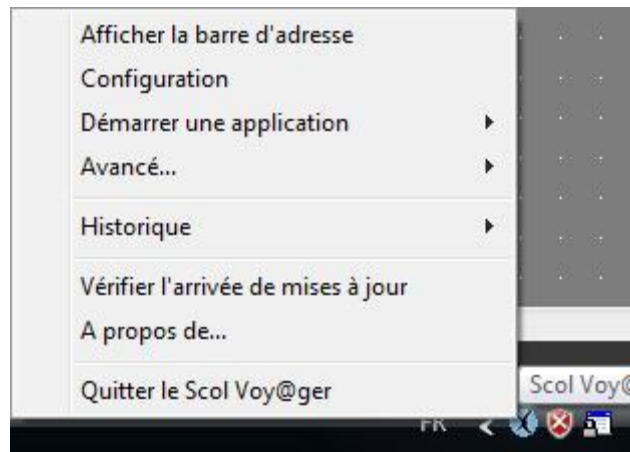 Afficher la barre d'adresse
Configuration
Démarrer une application
Avancé...
Historique
Vérifier l'arrivée de mises à jour
A propos de...
Quitter le Scol Voy@ger
Scol Voy@
FR